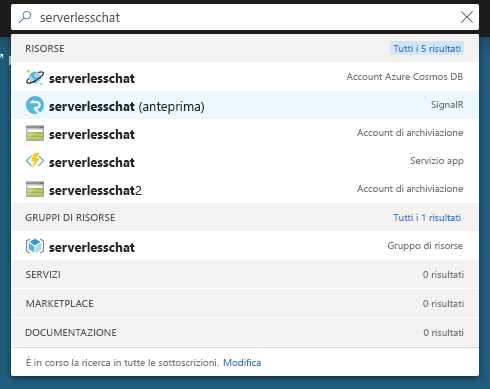 serverlesschat
RISORSE Tutti i 5 risultati
serverlesschat Account Azure Cosmos DB
serverlesschat (anteprima) SignalR
serverlesschat Account di archiviazione
serverlesschat Servizio app
serverlesschat2 Account di archiviazione
GRUPPI DI RISORSE Tutti i 1 risultati
serverlesschat Gruppo di risorse
SERVIZI 0 risultati
MARKETPLACE 0 risultati
DOCUMENTAZIONE 0 risultati
È in corso la ricerca in tutte le sottoscrizioni. Modifica